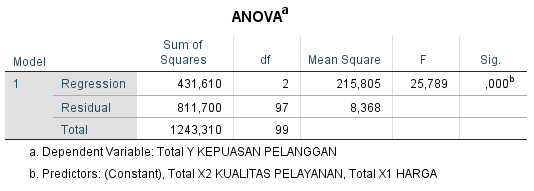 ANOVAa
Model Sum of Squares df Mean Square F Sig.
1 Regression 431,610 2 215,805 25,789 ,000b
Residual 811,700 97 8,368
Total 1243,310 99
a. Dependent Variable: Total Y KEPUASAN PELANGGAN
b. Predictors: (Constant), Total X2 KUALITAS PELAYANAN, Total X1 HARGA